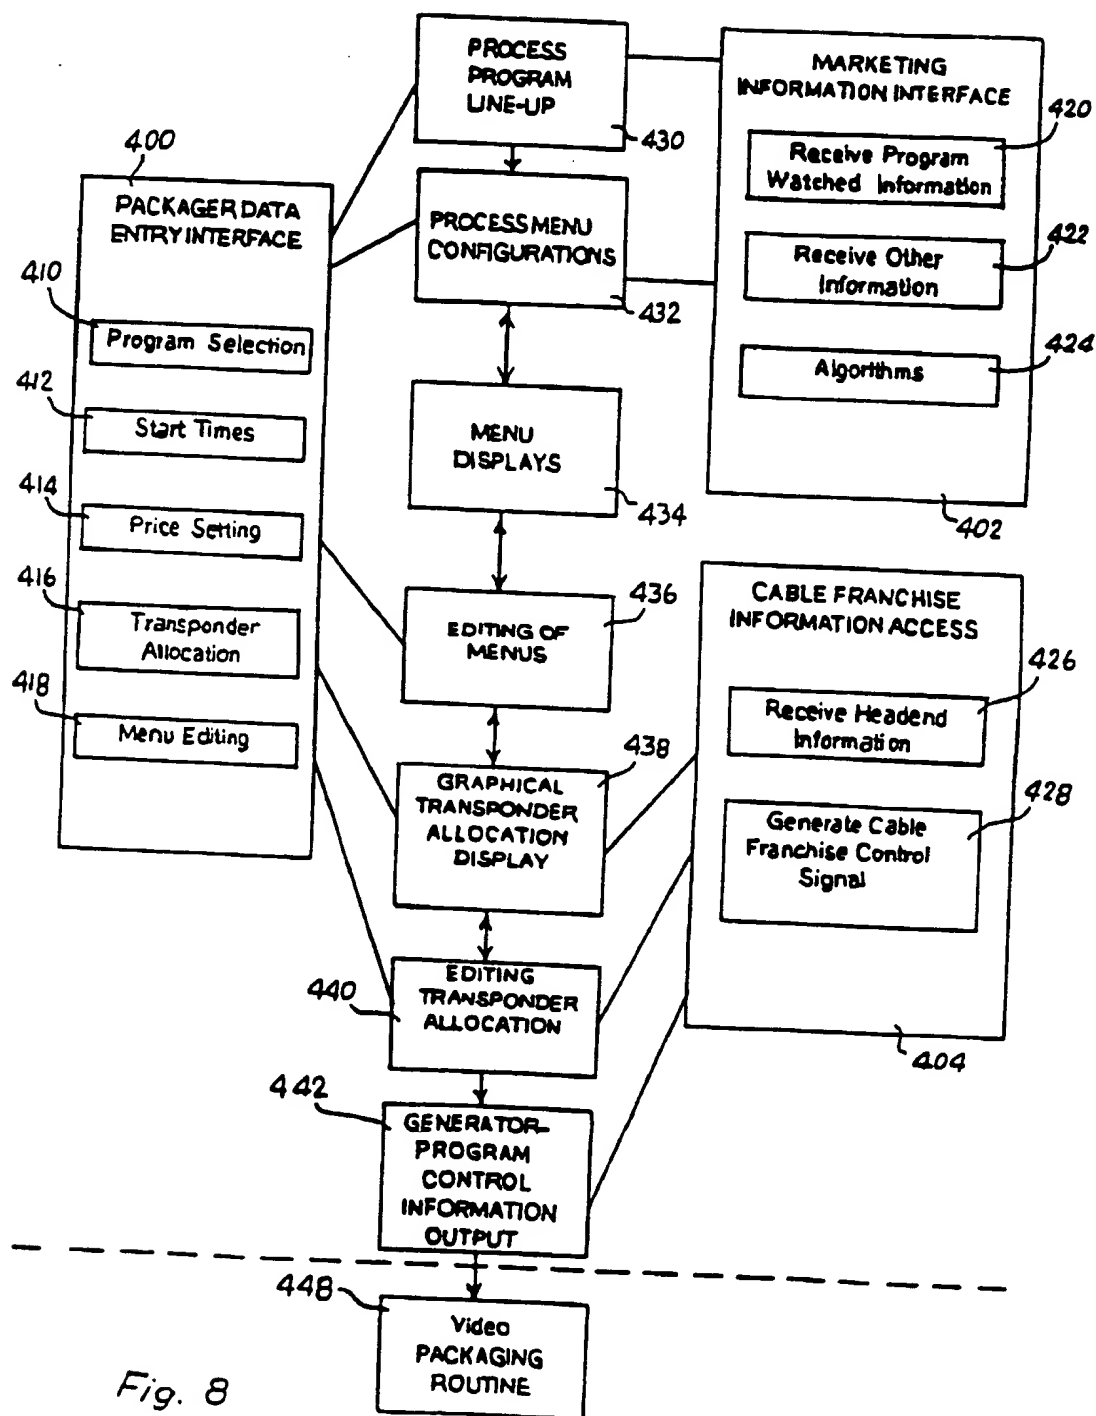 PROCESS
PROGRAM
LINE-UP
430
MARKETING
INFORMATION INTERFACE
420
Receive Program
Watched Information
422
Receive Other
Information
424
Algorithms
402
400
PACKAGER DATA
ENTRY INTERFACE
410
Program Selection
412
Start Times
414
Price Setting
416
Transponder
Allocation
418
Menu Editing
PROCESS MENU
CONFIGURATIONS
432
MENU
DISPLAYS
434
436
EDITING OF
MENUS
438
GRAPHICAL
TRANSPONDER
ALLOCATION
DISPLAY
CABLE FRANCHISE
INFORMATION ACCESS
426
Receive Headend
Information
428
Generate Cable
Franchise Control
Signal
404
440
EDITING
TRANSPONDER
ALLOCATION
442
GENERATOR-
PROGRAM
CONTROL
INFORMATION
OUTPUT
448
Video
PACKAGING
ROUTINE
Fig. 8